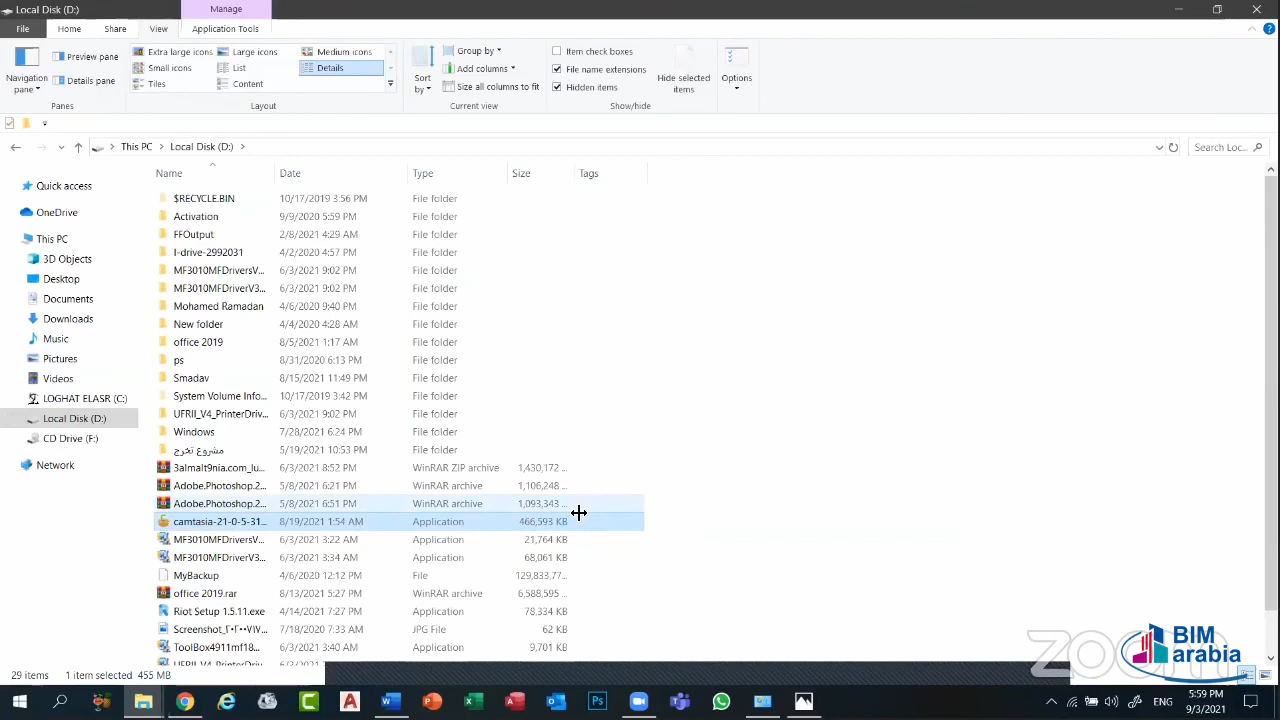 Local Disk (D:)
Manage
File
Home
Share
View
Application Tools
Navigation pane
Preview pane
Details pane
Panes
Extra large icons
Large icons
Medium icons
Small icons
List
Details
Tiles
Content
Layout
Sort by
Group by
Add columns
Size all columns to fit
Current view
Item check boxes
File name extensions
Hidden items
Hide selected items
Show/hide
Options
This PC
Local Disk (D:)
Search Loc...
Name Date Type Size Tags
Quick access
OneDrive
This PC
3D Objects
Desktop
Documents
Downloads
Music
Pictures
Videos
LOGHAT ELASR (C:)
Local Disk (D:)
CD Drive (F:)
Network
$RECYCLE.BIN 10/17/2019 3:56 PM File folder
Activation 9/9/2020 5:59 PM File folder
FFOutput 2/8/2021 4:29 AM File folder
I-drive-2992031 4/2/2020 4:57 PM File folder
MF3010MFDriversV... 6/3/2021 9:02 PM File folder
MF3010MFDriverV3... 6/3/2021 9:02 PM File folder
Mohamed Ramadan 4/6/2020 9:40 PM File folder
New folder 4/4/2020 4:28 AM File folder
office 2019 8/5/2021 1:17 AM File folder
ps 8/31/2020 6:13 PM File folder
Smadav 8/15/2021 11:49 PM File folder
System Volume Info... 10/17/2019 3:42 PM File folder
UFRII_V4_PrinterDriv... 6/3/2021 9:02 PM File folder
Windows 7/28/2021 6:24 PM File folder
مشروع تخرج 5/19/2021 10:53 PM File folder
3almalt9nia.com_lu... 6/3/2021 8:52 PM WinRAR ZIP archive 1,430,172 ...
Adobe.Photoshop.2... 5/8/2021 6:21 PM WinRAR archive 1,106,248 ...
Adobe.Photoshop.2... 5/8/2021 6:51 PM WinRAR archive 1,093,343 ...
camtasia-21-0-5-31... 8/19/2021 1:54 AM Application 466,593 KB
MF3010MFDriversV... 6/3/2021 3:22 AM Application 21,764 KB
MF3010MFDriverV3... 6/3/2021 3:34 AM Application 68,061 KB
MyBackup 4/6/2020 12:12 PM File 129,833,77...
office 2019.rar 8/13/2021 5:27 PM WinRAR archive 6,588,595 ...
Riot Setup 1.5.11.exe 4/14/2021 7:27 PM Application 78,334 KB
7/18/2020 7:33 AM JPG File 62 KB
ToolBox4911mf18... 6/3/2021 3:40 AM Application 9,701 KB
29 items 1 item selected 455 MB
zoom
BIM
arabia
ENG
5:59 PM
9/3/2021